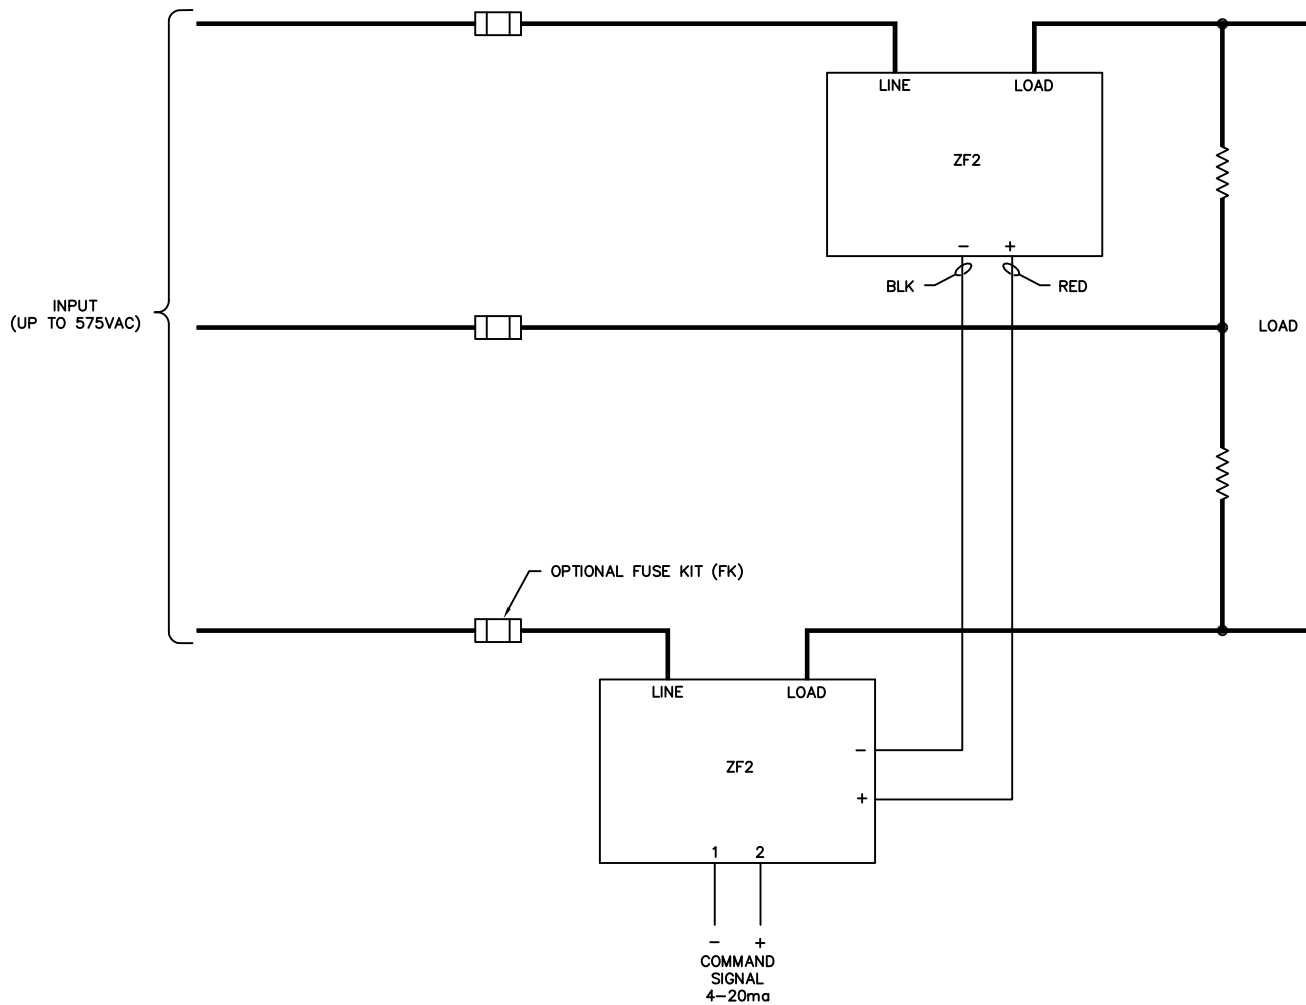 LINE
LOAD
ZF2
-
+
BLK
RED
INPUT
(UP TO 575VAC)
LOAD
OPTIONAL FUSE KIT (FK)
LINE
LOAD
-
ZF2
+
1
2
-
+
COMMAND
SIGNAL
4-20ma